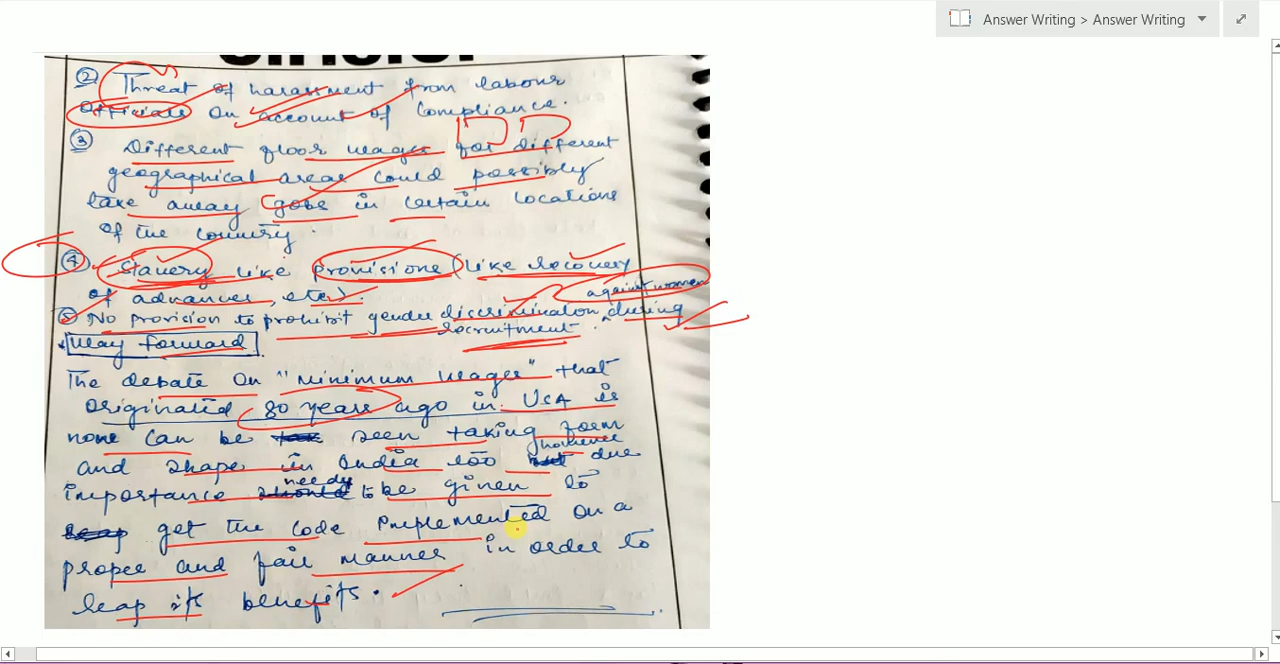 Answer Writing > Answer Writing
② Threat of harassment from labour
officials on account of compliance.
③ Different floor wages for different
geographical areas could possibly
take away jobs in certain locations
of the country.
④ Slavery like provisions (like recovery
of advances, etc).
against women
⑤ No provision to prohibit gender discrimination, during
recruitment.
Way forward
The debate on "minimum wages" that
originated 80 years ago in USA is
now can be seen taking form
and shape in India too however due
importance needs to be given to
get the code implemented on a
proper and fair manner in order to
reap its benefits.